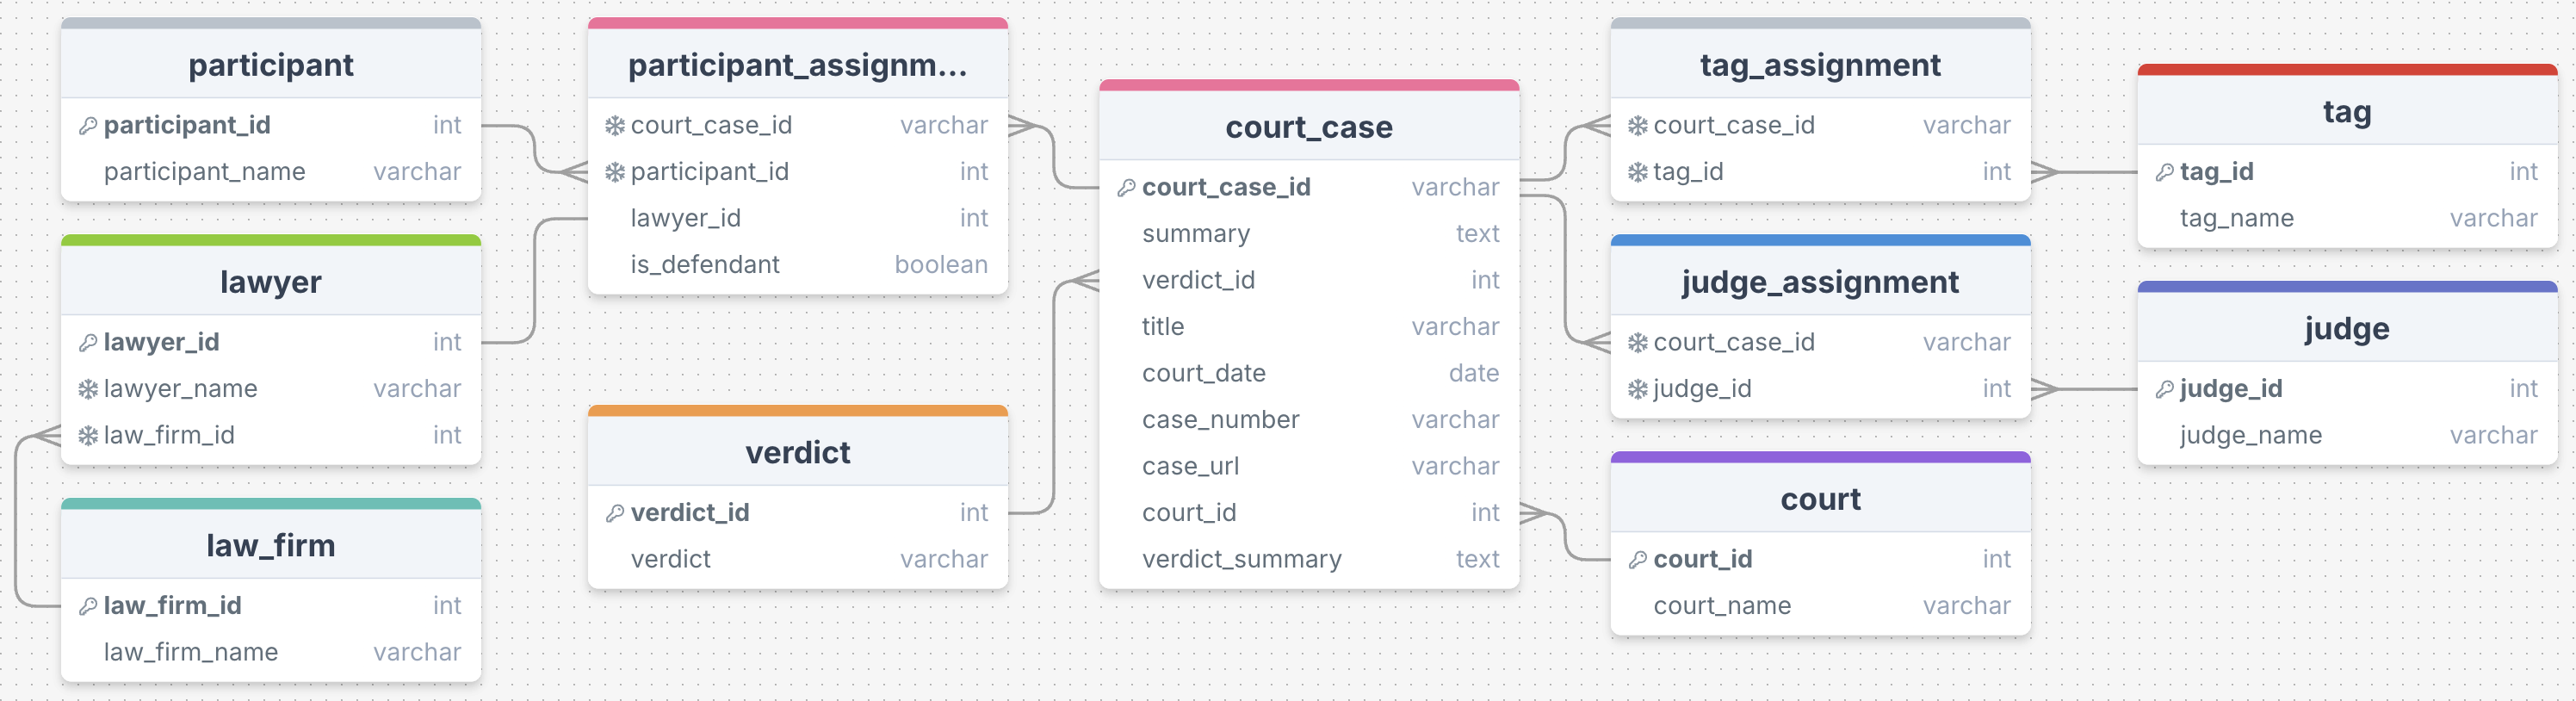 participant
participant_id int
participant_name varchar
lawyer
lawyer_id int
lawyer_name varchar
law_firm_id int
law_firm
law_firm_id int
law_firm_name varchar
participant_assignm...
court_case_id varchar
participant_id int
lawyer_id int
is_defendant boolean
verdict
verdict_id int
verdict varchar
court_case
court_case_id varchar
summary text
verdict_id int
title varchar
court_date date
case_number varchar
case_url varchar
court_id int
verdict_summary text
tag_assignment
court_case_id varchar
tag_id int
judge_assignment
court_case_id varchar
judge_id int
court
court_id int
court_name varchar
tag
tag_id int
tag_name varchar
judge
judge_id int
judge_name varchar